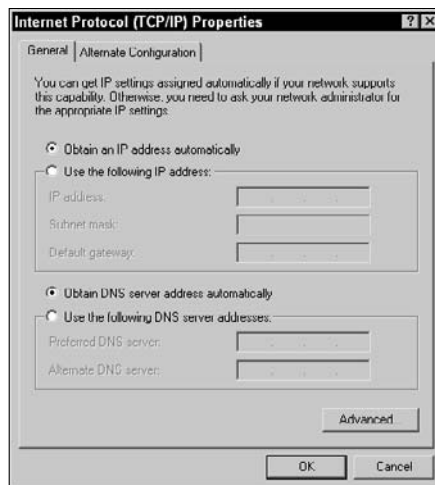 Internet Protocol (TCP/IP) Properties
General
Alternate Configuration
You can get IP settings assigned automatically if your network supports
this capability. Otherwise, you need to ask your network administrator for
the appropriate IP settings.
Obtain an IP address automatically
Use the following IP address:
IP address:
Subnet mask:
Default gateway:
Obtain DNS server address automatically
Use the following DNS server addresses:
Preferred DNS server:
Alternate DNS server:
Advanced...
OK
Cancel